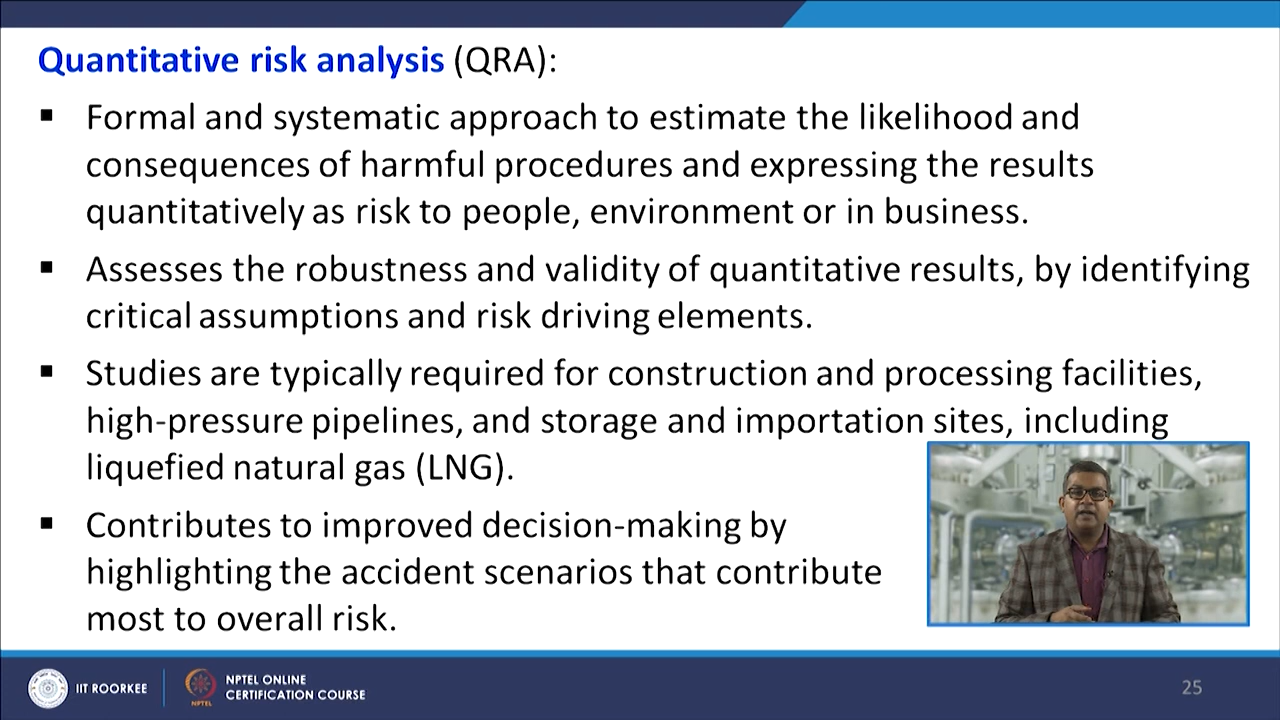 Quantitative risk analysis (QRA):
▪ Formal and systematic approach to estimate the likelihood and
consequences of harmful procedures and expressing the results
quantitatively as risk to people, environment or in business.
▪ Assesses the robustness and validity of quantitative results, by identifying
critical assumptions and risk driving elements.
▪ Studies are typically required for construction and processing facilities,
high-pressure pipelines, and storage and importation sites, including
liquefied natural gas (LNG).
▪ Contributes to improved decision-making by
highlighting the accident scenarios that contribute
most to overall risk.
IIT ROORKEE
NPTEL
NPTEL ONLINE
CERTIFICATION COURSE
25